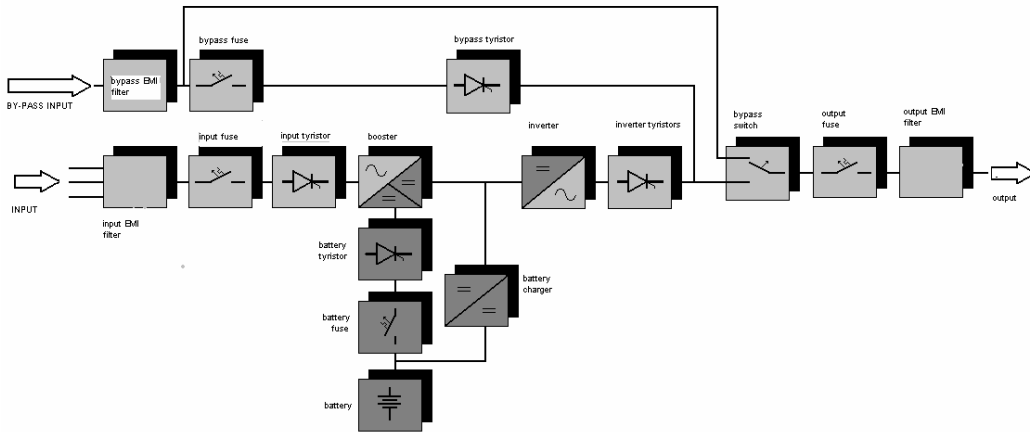 bypass fuse
bypass tyristor
bypass EMI
filter
BY-PASS INPUT
input fuse
input tyristor
booster
inverter
inverter tyristors
bypass
switch
output
fuse
output EMI
filter
INPUT
input EMI
filter
output
battery
tyristor
battery
charger
battery
fuse
battery